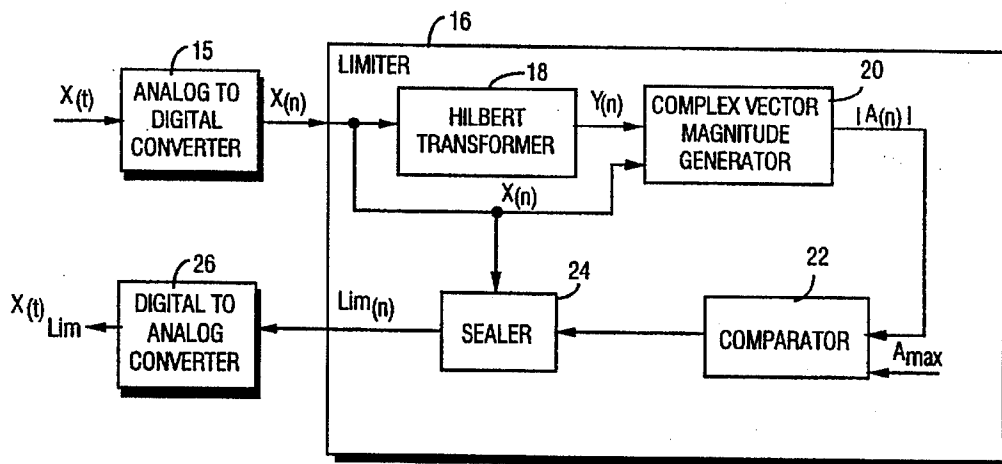 16
15
LIMITER
18
20
X(t)
ANALOG TO
DIGITAL
CONVERTER
X(n)
HILBERT
TRANSFORMER
Y(n)
COMPLEX VECTOR
MAGNITUDE
GENERATOR
| A(n) |
X(n)
26
24
22
X(t) Lim
DIGITAL TO
ANALOG
CONVERTER
Lim(n)
SEALER
COMPARATOR
Amax